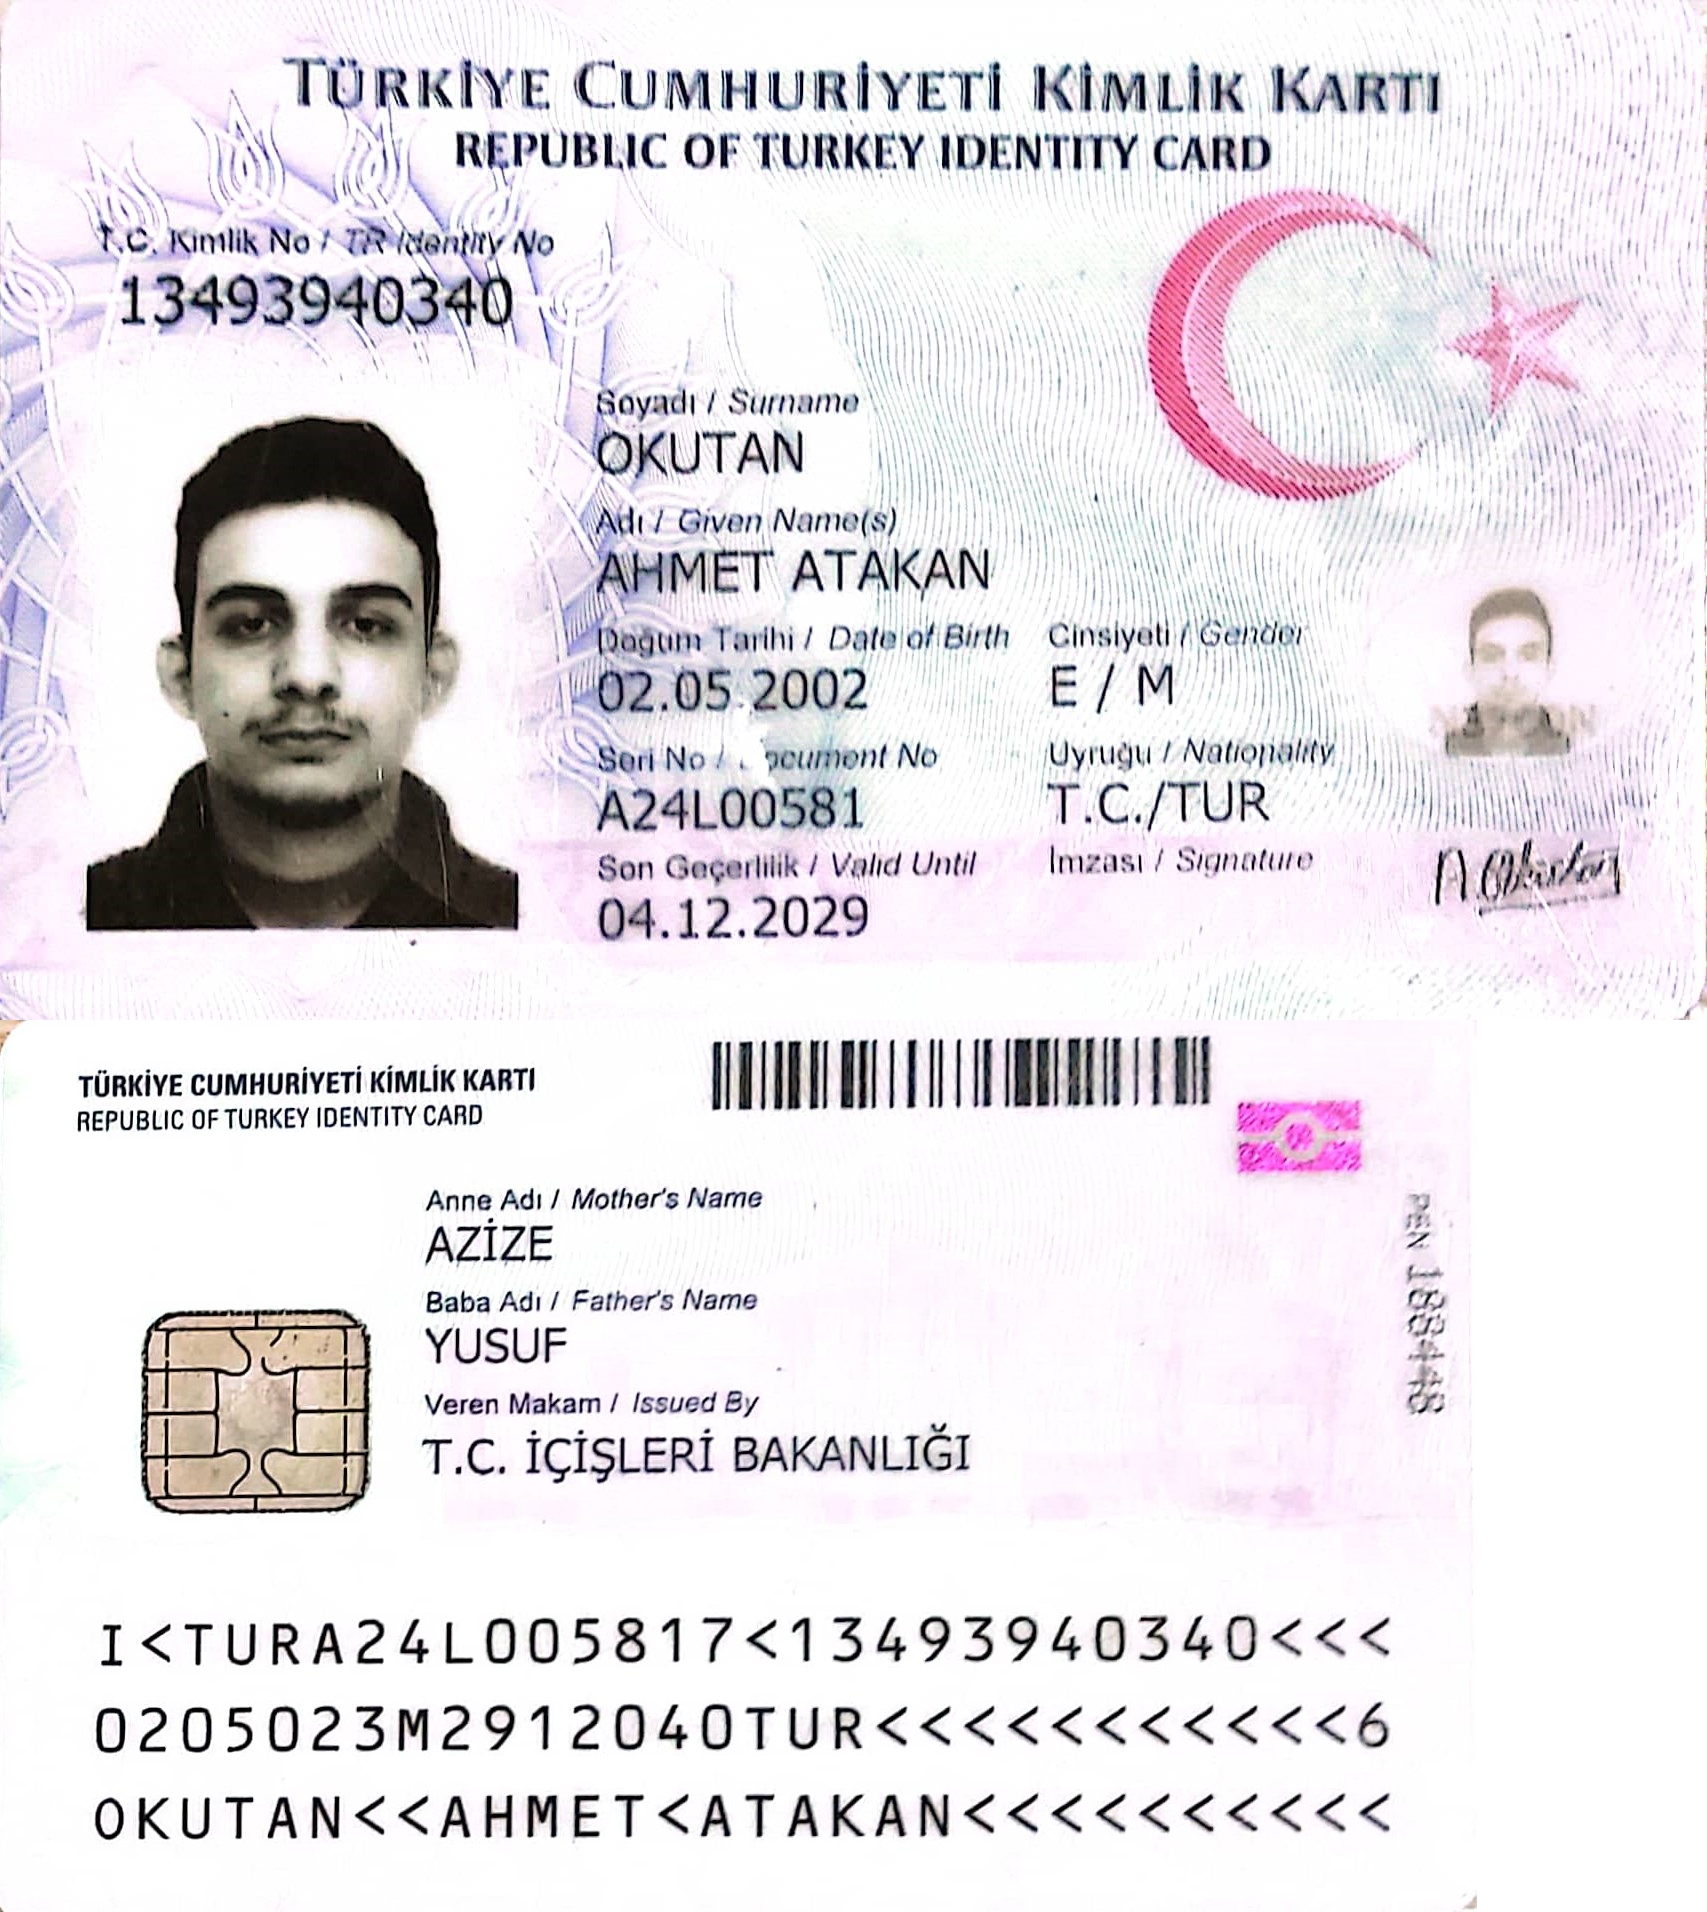 TÜRKİYE CUMHURİYETİ KİMLİK KARTI
REPUBLIC OF TURKEY IDENTITY CARD
T.C. Kimlik No / TR Identity No
13493940340
Soyadı / Surname
OKUTAN
Adı / Given Name(s)
AHMET ATAKAN
Doğum Tarihi / Date of Birth
02.05.2002
Cinsiyeti / Gender
E / M
Seri No / ocument No
A24L00581
Uyruğu / Nationality
T.C./TUR
Son Geçerlilik / Valid Until
04.12.2029
İmzası / Signature
A.Okutan
TÜRKİYE CUMHURİYETİ KİMLİK KARTI
REPUBLIC OF TURKEY IDENTITY CARD
Anne Adı / Mother's Name
AZİZE
Baba Adı / Father's Name
YUSUF
Veren Makam / Issued By
T.C. İÇİŞLERİ BAKANLIĞI
PEN
I<TURA24L005817<13493940340<<<
0205023M2912040TUR<<<<<<<<<<<6
OKUTAN<<AHMET<ATAKAN<<<<<<<<<<